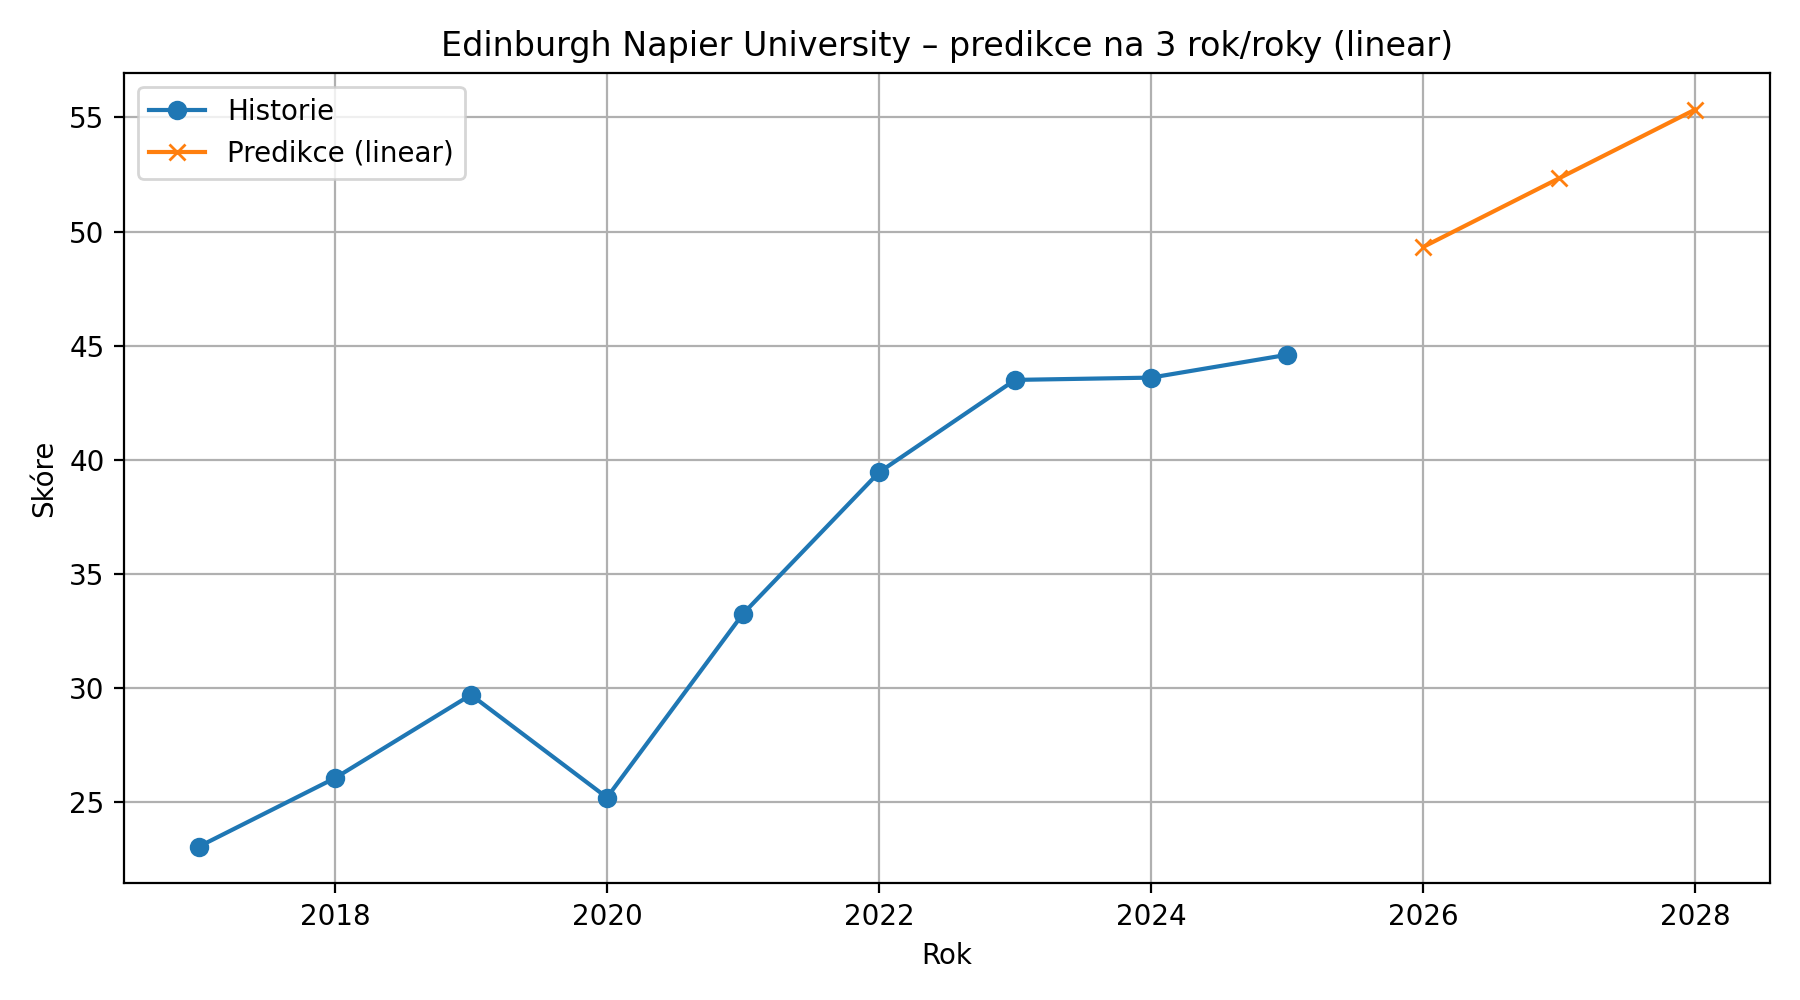 Edinburgh Napier University – predikce na 3 rok/roky (linear)
Historie
Predikce (linear)
55
50
45
40
35
30
25
Skóre
2018 2020 2022 2024 2026 2028
Rok